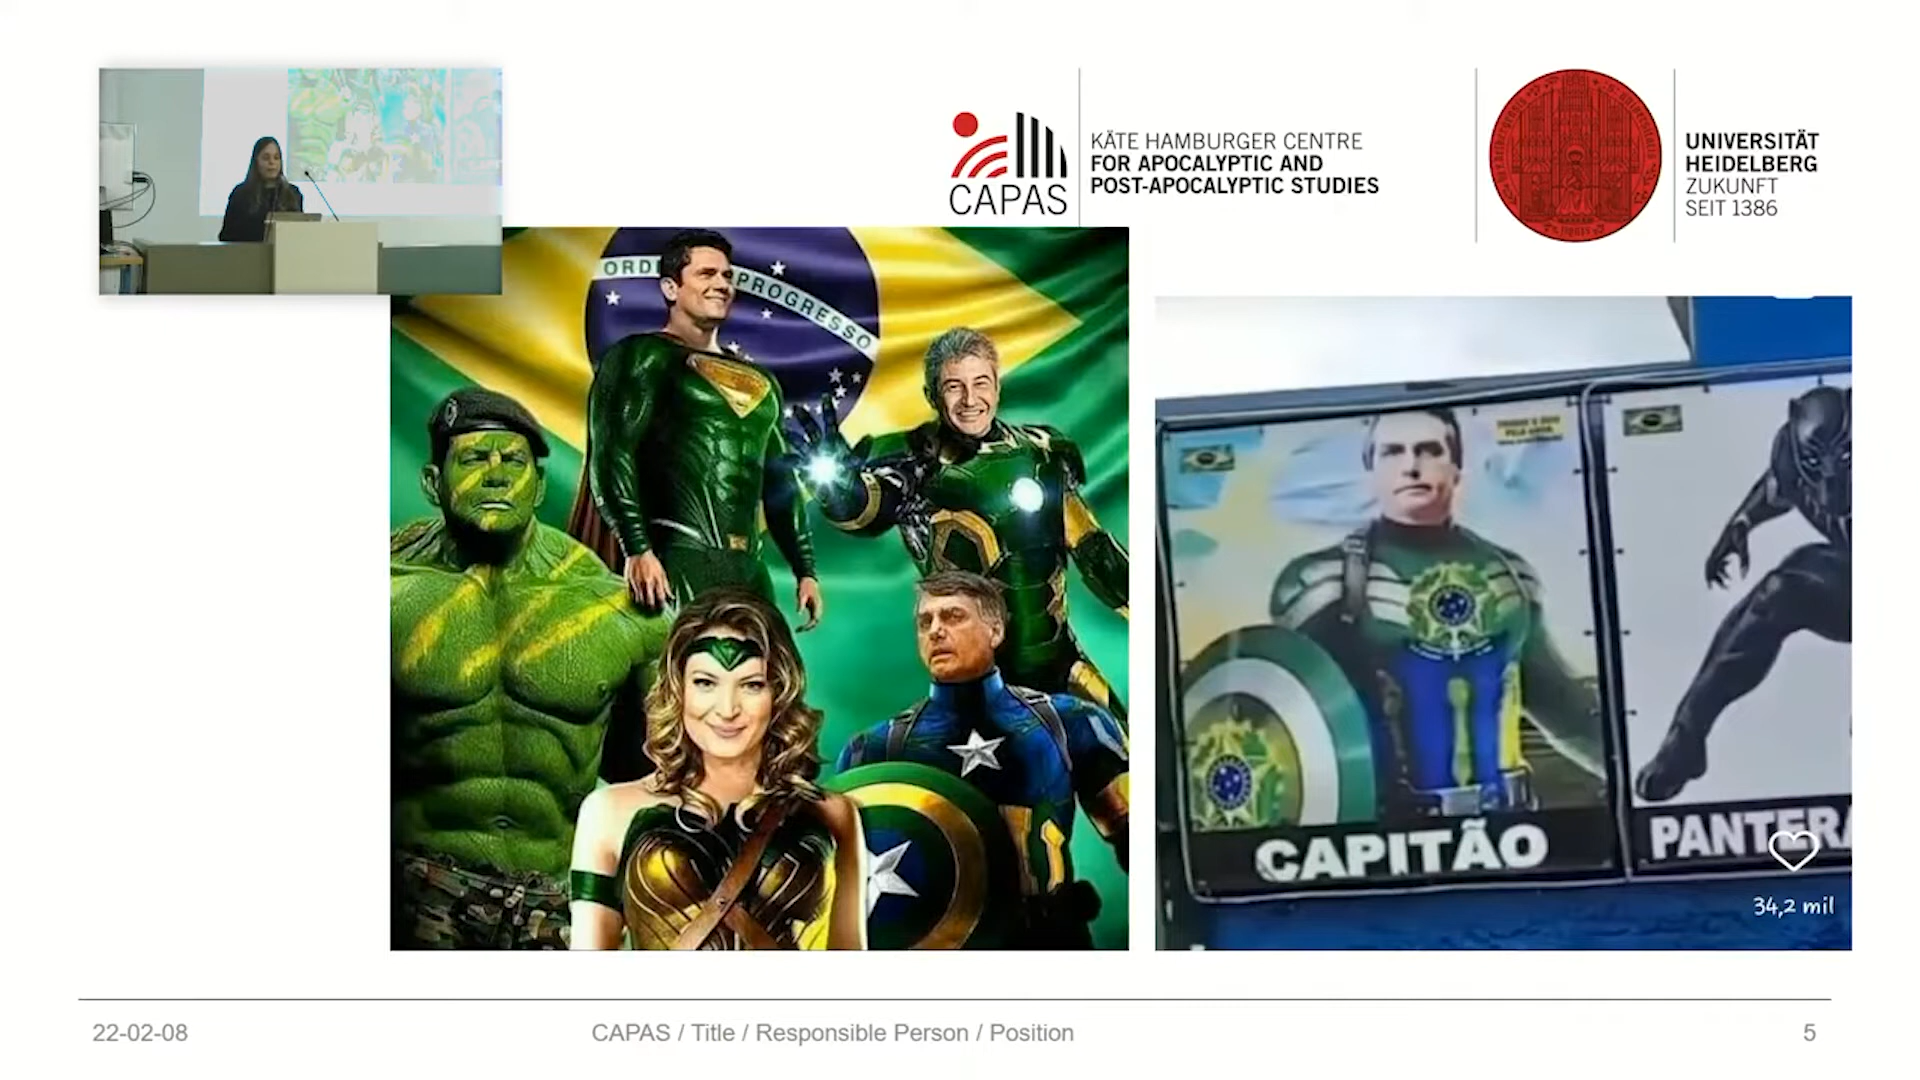 CAPAS
KÄTE HAMBURGER CENTRE
FOR APOCALYPTIC AND
POST-APOCALYPTIC STUDIES
UNIVERSITÄT
HEIDELBERG
ZUKUNFT
SEIT 1386
PROGRESSO
CAPITÃO
PANTERA
34,2 mil
22-02-08
CAPAS / Title / Responsible Person / Position
5